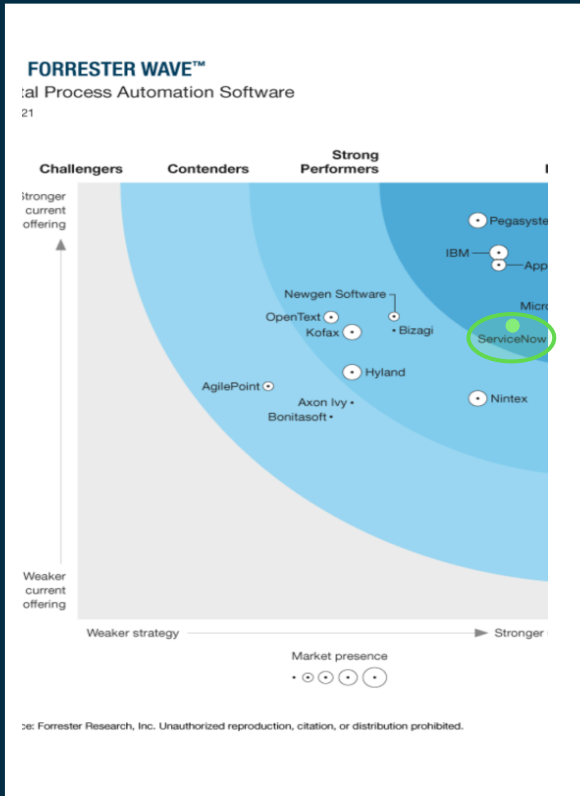 FORRESTER WAVE™
tal Process Automation Software
21
Challengers
Contenders
Strong
Performers
Stronger
current
offering
Pegasyste
IBM
App
Newgen Software
Micro
OpenText
Kofax
Bizagi
ServiceNow
Hyland
AgilePoint
Nintex
Axon Ivy
Bonitasoft
Weaker
current
offering
Weaker strategy
Stronger
Market presence
ce: Forrester Research, Inc. Unauthorized reproduction, citation, or distribution prohibited.